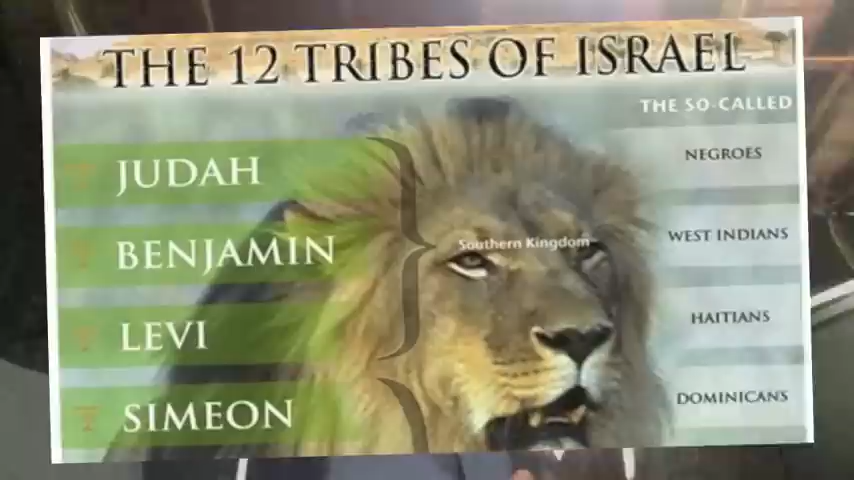 THE 12 TRIBES OF ISRAEL
THE SO-CALLED
JUDAH
NEGROES
BENJAMIN
Southern Kingdom
WEST INDIANS
LEVI
HAITIANS
SIMEON
DOMINICANS